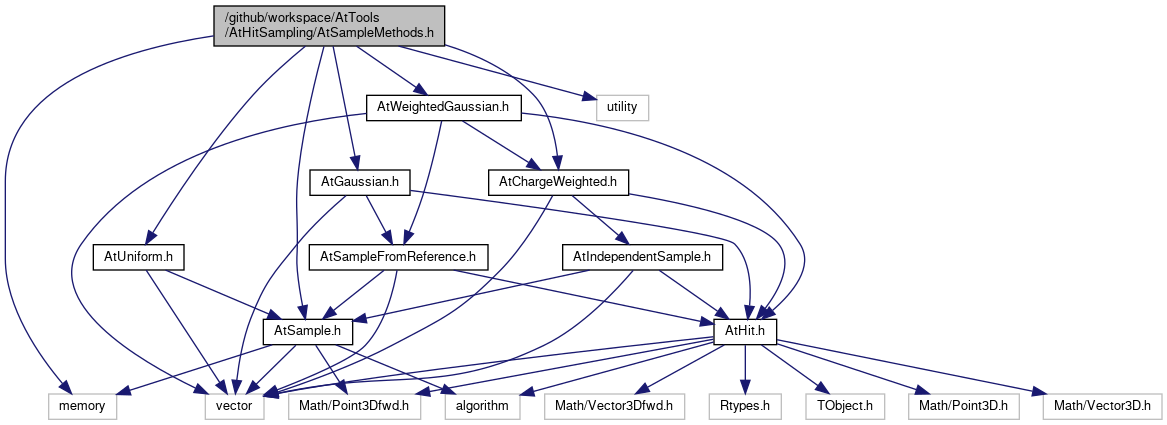 /github/workspace/AtTools
/AtHitSampling/AtSampleMethods.h
AtWeightedGaussian.h
utility
AtGaussian.h
AtChargeWeighted.h
AtUniform.h
AtSampleFromReference.h
AtIndependentSample.h
AtSample.h
AtHit.h
memory
vector
Math/Point3Dfwd.h
algorithm
Math/Vector3Dfwd.h
Rtypes.h
TObject.h
Math/Point3D.h
Math/Vector3D.h